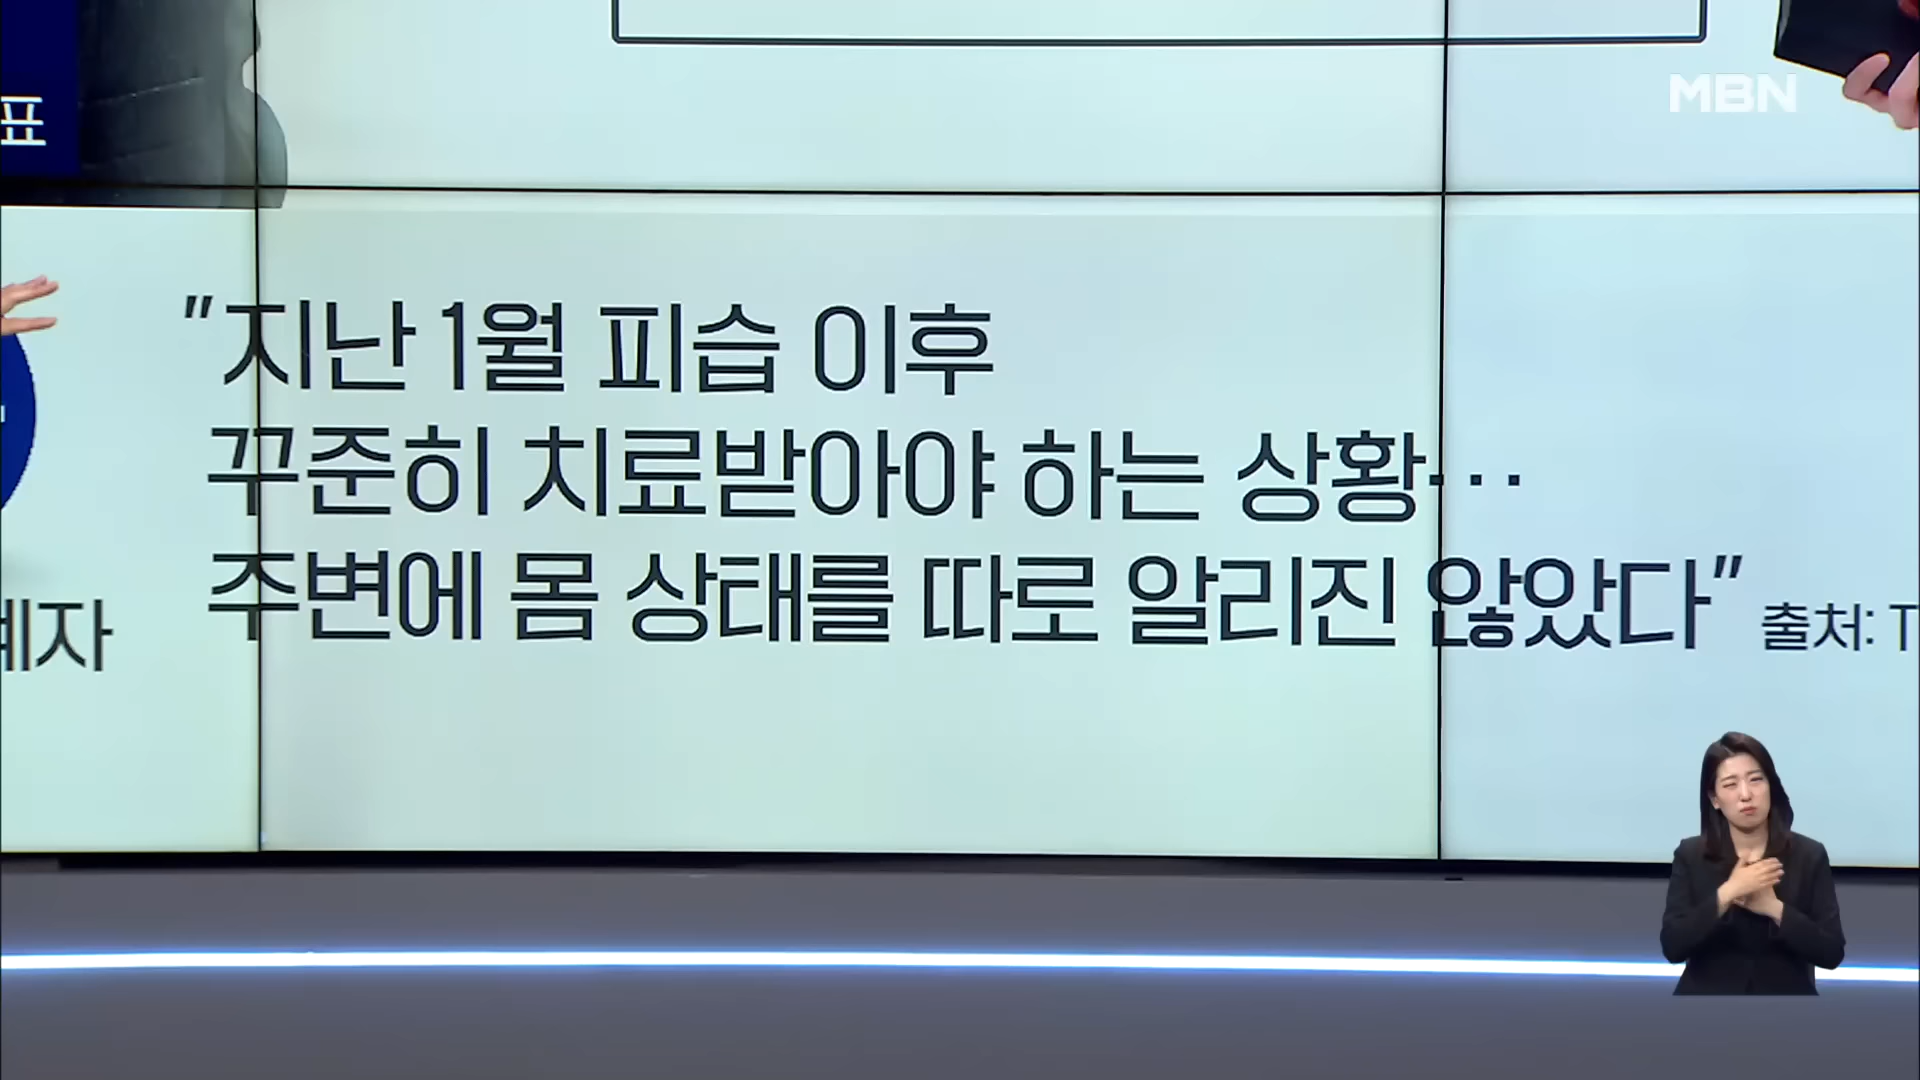 MBN
표
"지난 1월 피습 이후
꾸준히 치료받아야 하는 상황…
주변에 몸 상태를 따로 알리진 않았다"
계자
출처: T